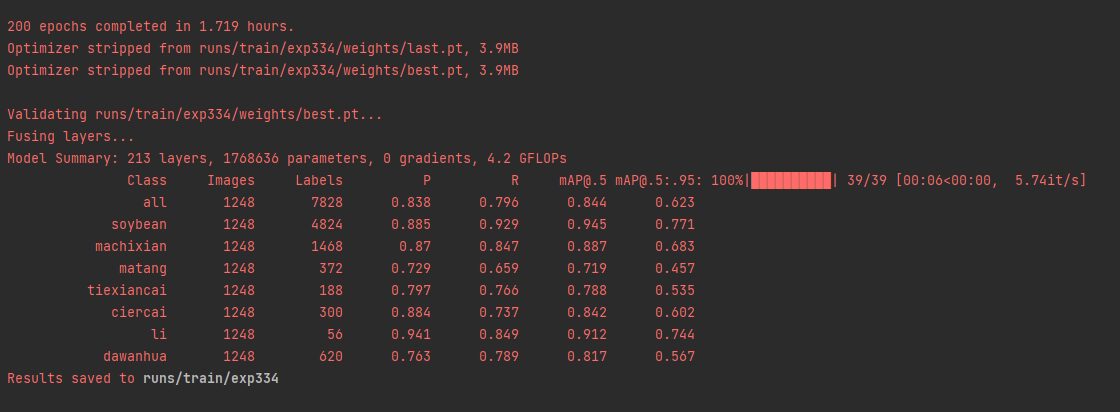 200 epochs completed in 1.719 hours.
Optimizer stripped from runs/train/exp334/weights/last.pt, 3.9MB
Optimizer stripped from runs/train/exp334/weights/best.pt, 3.9MB
Validating runs/train/exp334/weights/best.pt...
Fusing layers...
Model Summary: 213 layers, 1768636 parameters, 0 gradients, 4.2 GFLOPs
Class Images Labels P R mAP@.5 mAP@.5:.95: 100%|███████████| 39/39 [00:06<00:00, 5.74it/s]
all 1248 7828 0.838 0.796 0.844 0.623
soybean 1248 4824 0.885 0.929 0.945 0.771
machixian 1248 1468 0.87 0.847 0.887 0.683
matang 1248 372 0.729 0.659 0.719 0.457
tiexiancai 1248 188 0.797 0.766 0.788 0.535
ciercai 1248 300 0.884 0.737 0.842 0.602
li 1248 56 0.941 0.849 0.912 0.744
dawanhua 1248 620 0.763 0.789 0.817 0.567
Results saved to runs/train/exp334